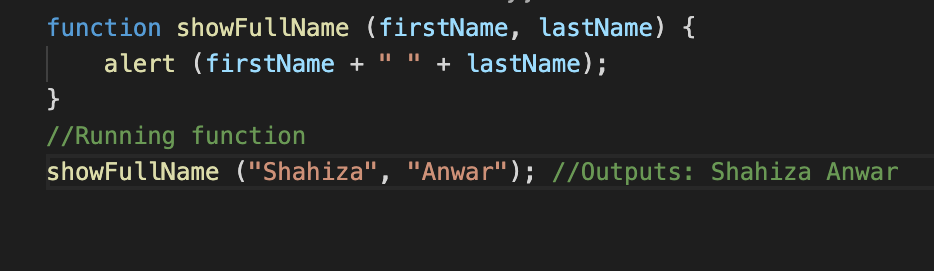 function showFullName (firstName, lastName) {
    alert (firstName + " " + lastName);
}
//Running function
showFullName ("Shahiza", "Anwar"); //Outputs: Shahiza Anwar